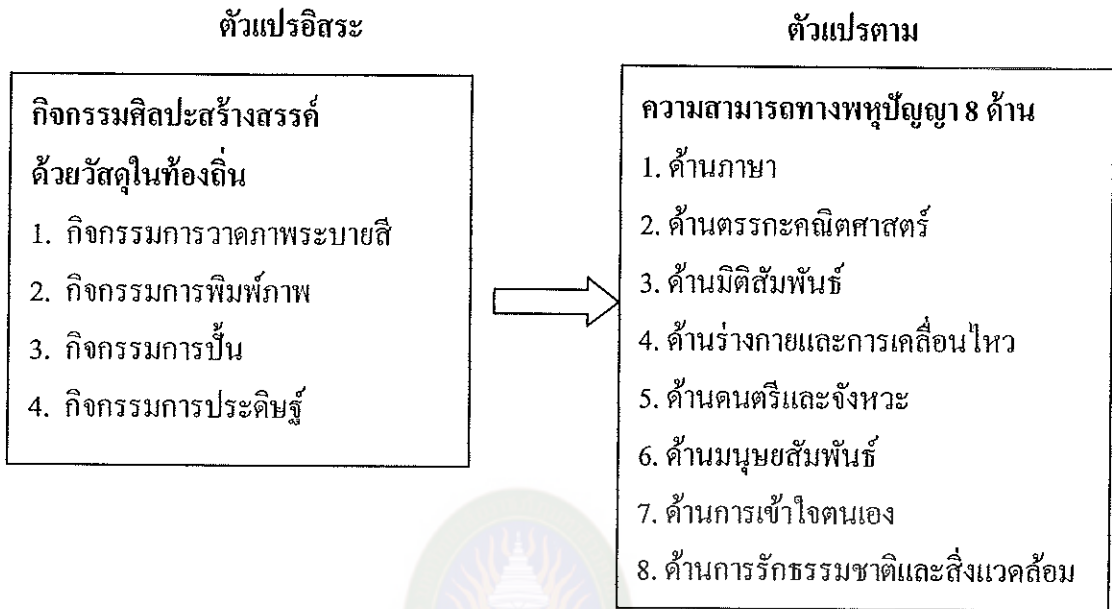 ตัวแปรอิสระ
กิจกรรมศิลปะสร้างสรรค์
ด้วยวัสดุในท้องถิ่น
1. กิจกรรมการวาดภาพระบายสี
2. กิจกรรมการพิมพ์ภาพ
3. กิจกรรมการปั้น
4. กิจกรรมการประดิษฐ์
ตัวแปรตาม
ความสามารถทางพหุปัญญา 8 ด้าน
1. ด้านภาษา
2. ด้านตรรกะคณิตศาสตร์
3. ด้านมิติสัมพันธ์
4. ด้านร่างกายและการเคลื่อนไหว
5. ด้านดนตรีและจังหวะ
6. ด้านมนุษยสัมพันธ์
7. ด้านการเข้าใจตนเอง
8. ด้านการรักธรรมชาติและสิ่งแวดล้อม